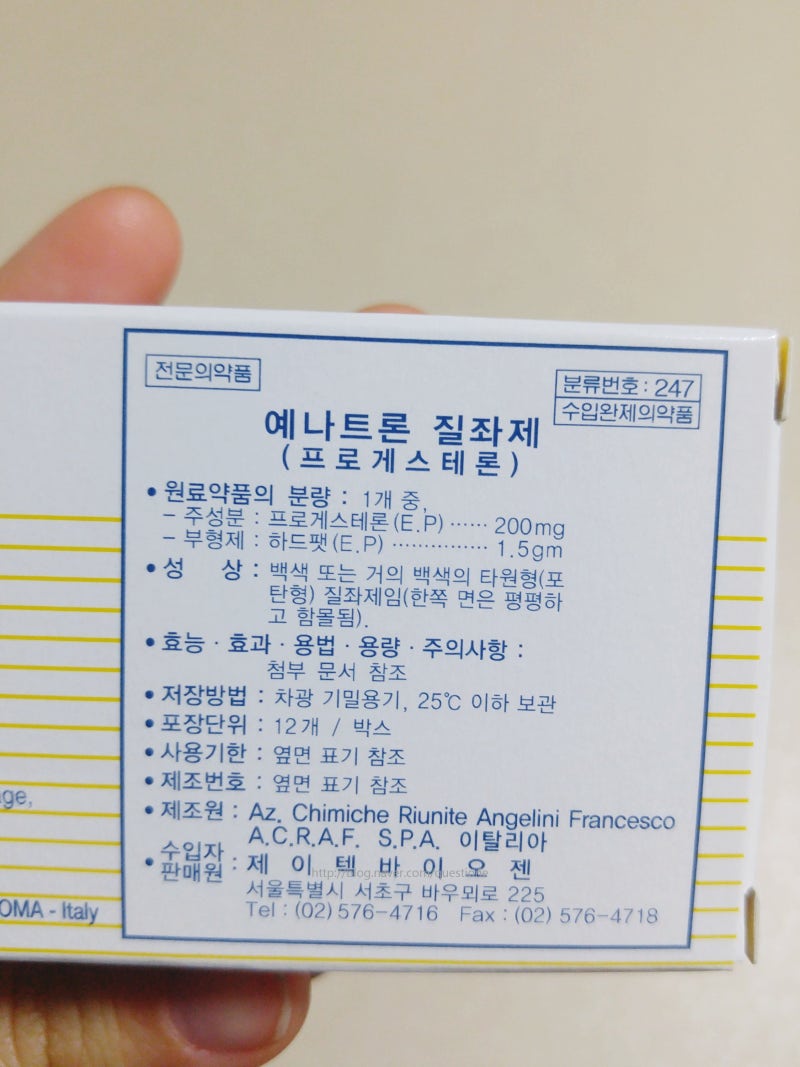 전문의약품
분류번호 : 247
수입완제의약품
예나트론 질좌제
(프로게스테론)
• 원료약품의 분량 : 1개 중,
– 주성분 : 프로게스테론(E.P) ······ 200mg
– 부형제 : 하드팻(E.P) ··············· 1.5gm
• 성 상 : 백색 또는 거의 백색의 타원형(포
탄형) 질좌제임(한쪽 면은 평평하
고 함몰됨).
• 효능 · 효과 · 용법 · 용량 · 주의사항 :
첨부 문서 참조
• 저장방법 : 차광 기밀용기, 25℃ 이하 보관
• 포장단위 : 12개 / 박스
• 사용기한 : 옆면 표기 참조
• 제조번호 : 옆면 표기 참조
• 제조원 : Az. Chimiche Riunite Angelini Francesco
A.C.R.A.F. S.P.A. 이탈리아
• 수입자 판매원 : 제이텝바이오젠
http://blog.naver.com/questione
서울특별시 서초구 바우뫼로 225
Tel : (02) 576-4716 Fax : (02) 576-4718
ge,
OMA - Italy